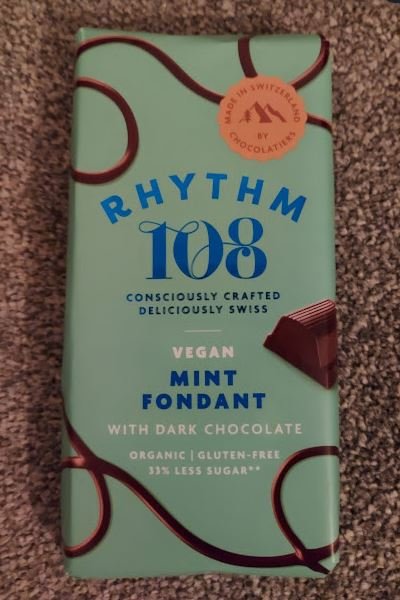 MADE IN SWITZERLAND
BY
CHOCOLATIERS
RHYTHM
108
CONSCIOUSLY CRAFTED
DELICIOUSLY SWISS
VEGAN
MINT
FONDANT
WITH DARK CHOCOLATE
ORGANIC | GLUTEN-FREE
33% LESS SUGAR**